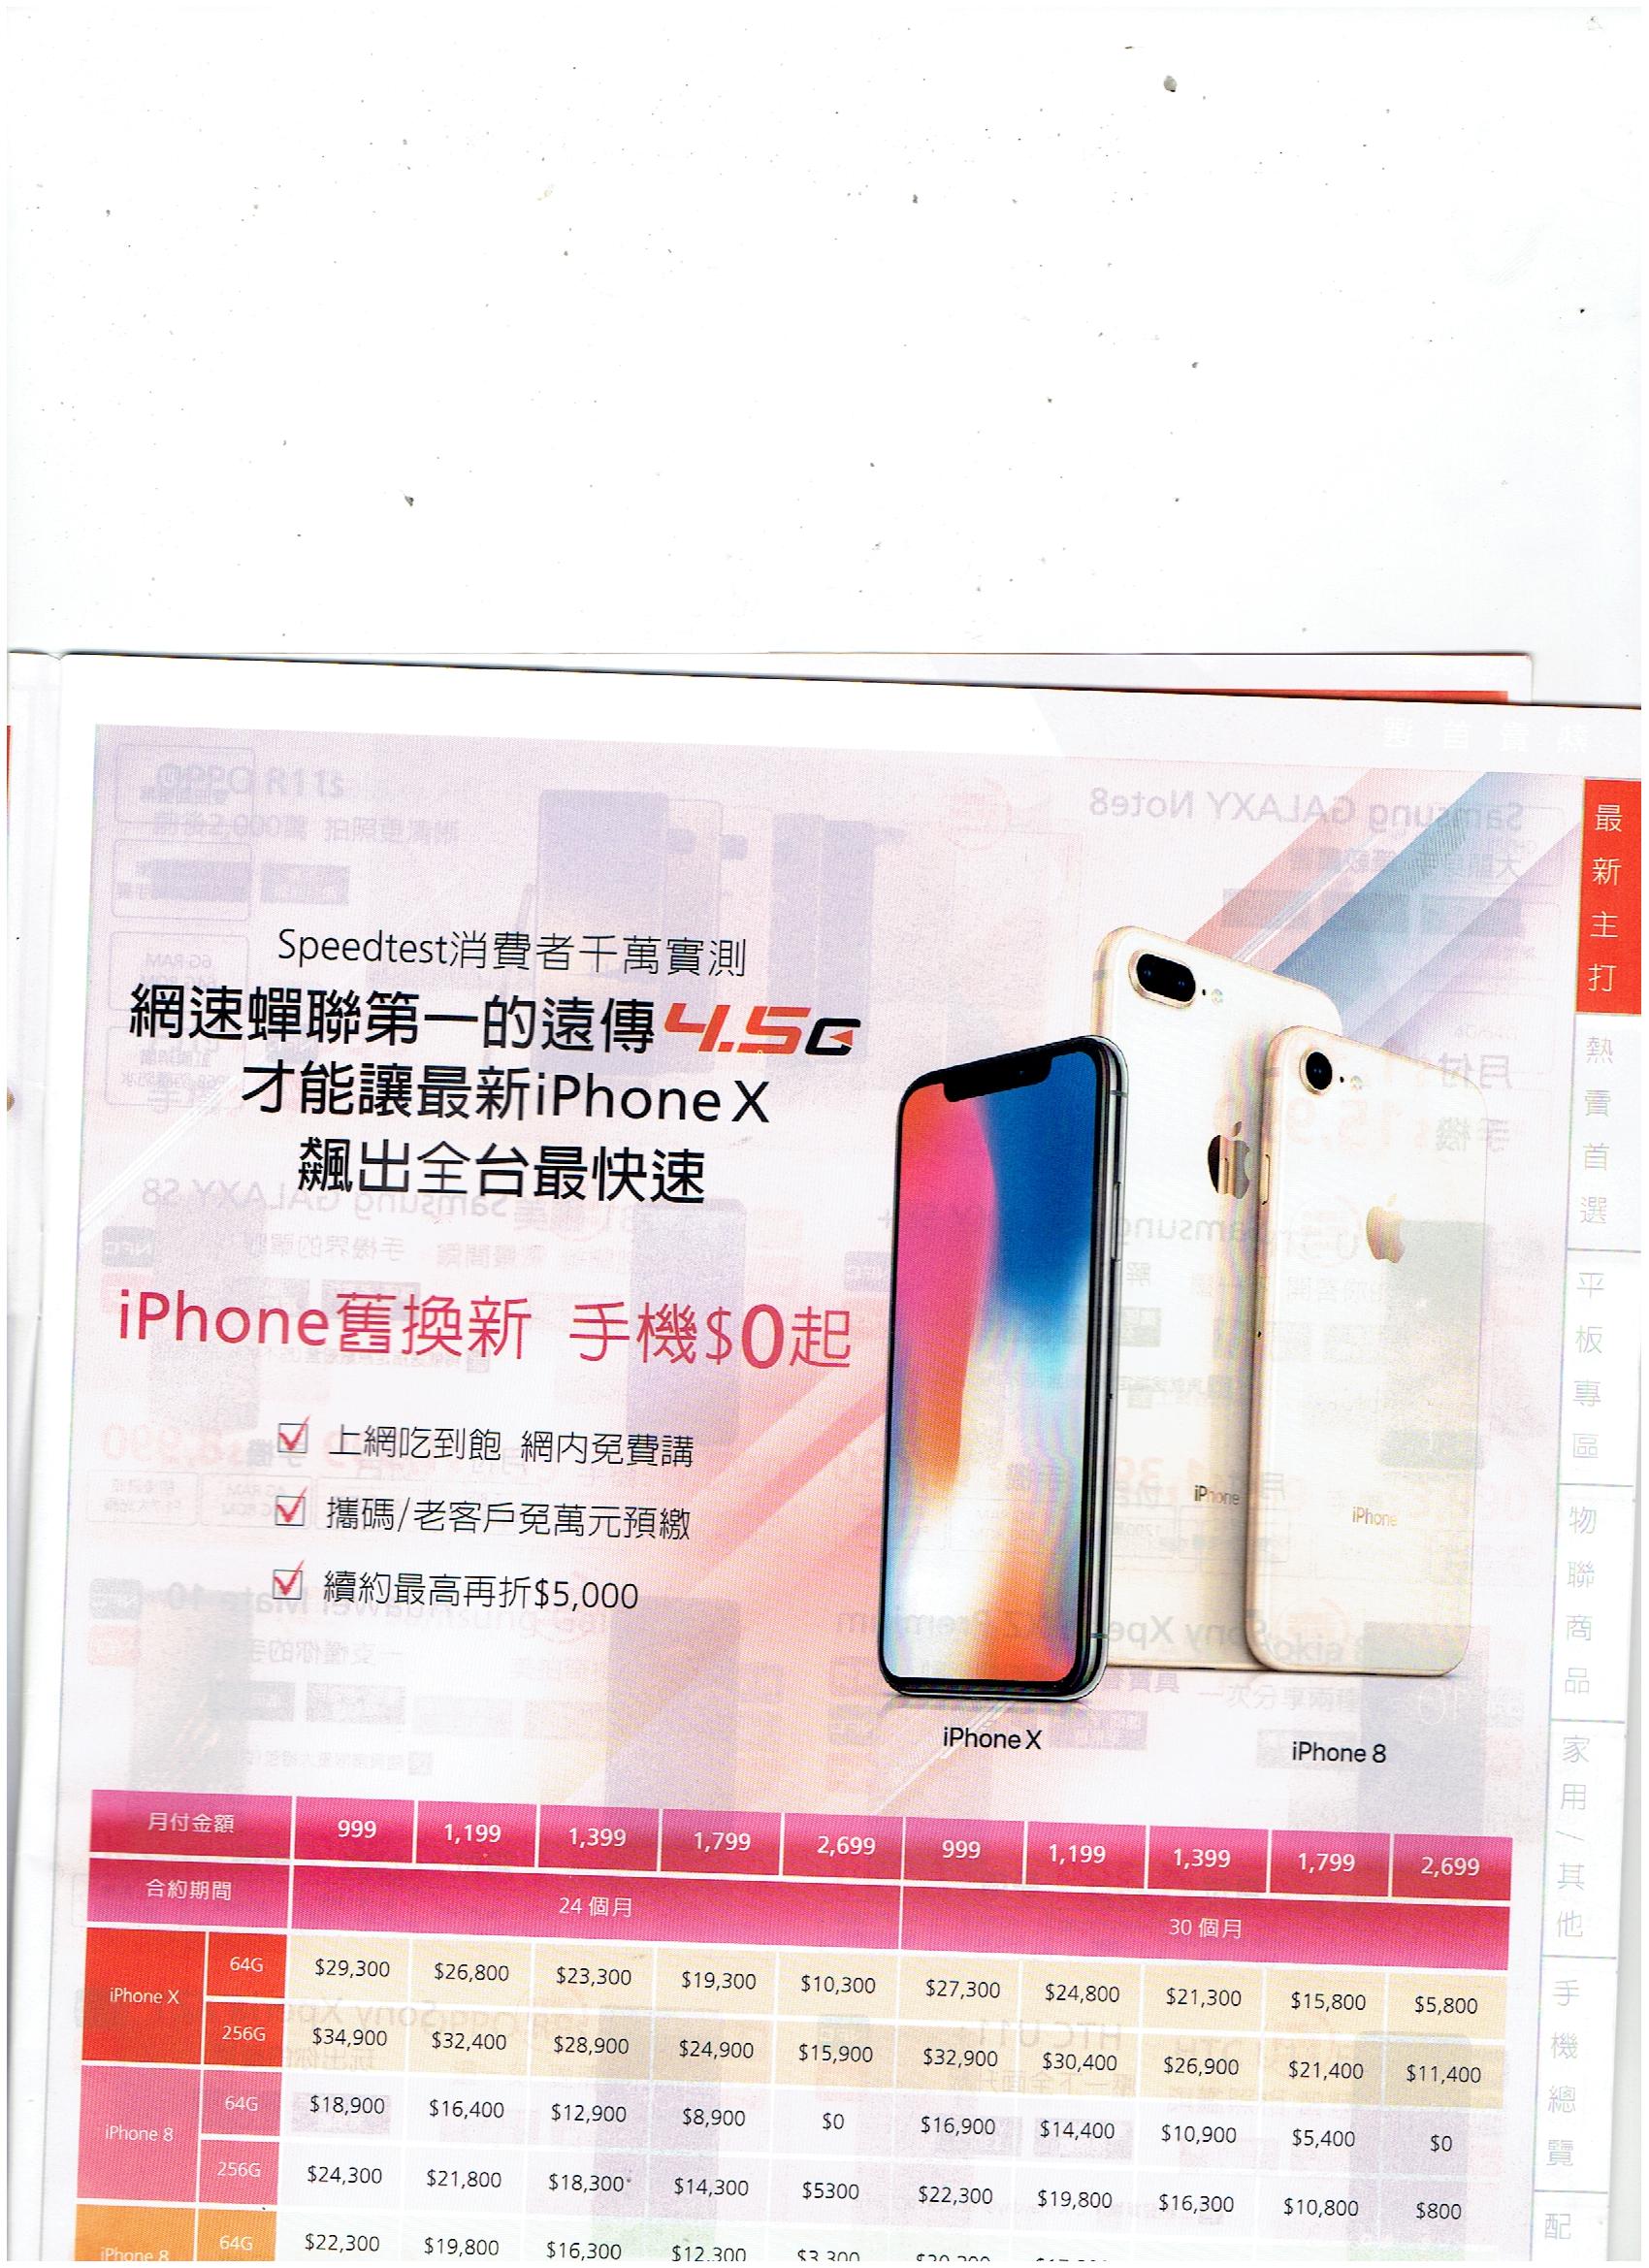 Speedtest消費者千萬實測
網速蟬聯第一的遠傳4.5G
才能讓最新iPhone X
飆出全台最快速
iPhone舊換新 手機$0起
上網吃到飽 網內免費講
攜碼/老客戶免萬元預繳
續約最高再折$5,000
iPhone
iPhone
iPhone X
iPhone 8
月付金額 999 1,199 1,399 1,799 2,699 999 1,199 1,399 1,799 2,699
合約期間 24 個月 30 個月
iPhone X
64G $29,300 $26,800 $23,300 $19,300 $10,300 $27,300 $24,800 $21,300 $15,800 $5,800
256G $34,900 $32,400 $28,900 $24,900 $15,900 $32,900 $30,400 $26,900 $21,400 $11,400
iPhone 8
64G $18,900 $16,400 $12,900 $8,900 $0 $16,900 $14,400 $10,900 $5,400 $0
256G $24,300 $21,800 $18,300 $14,300 $5300 $22,300 $19,800 $16,300 $10,800 $800
iPhone 8
64G $22,300 $19,800 $16,300 $12,300 $3,300
最新主打
熱賣首選
平板專區
物聯商品
家用/其他
手機總覽
配